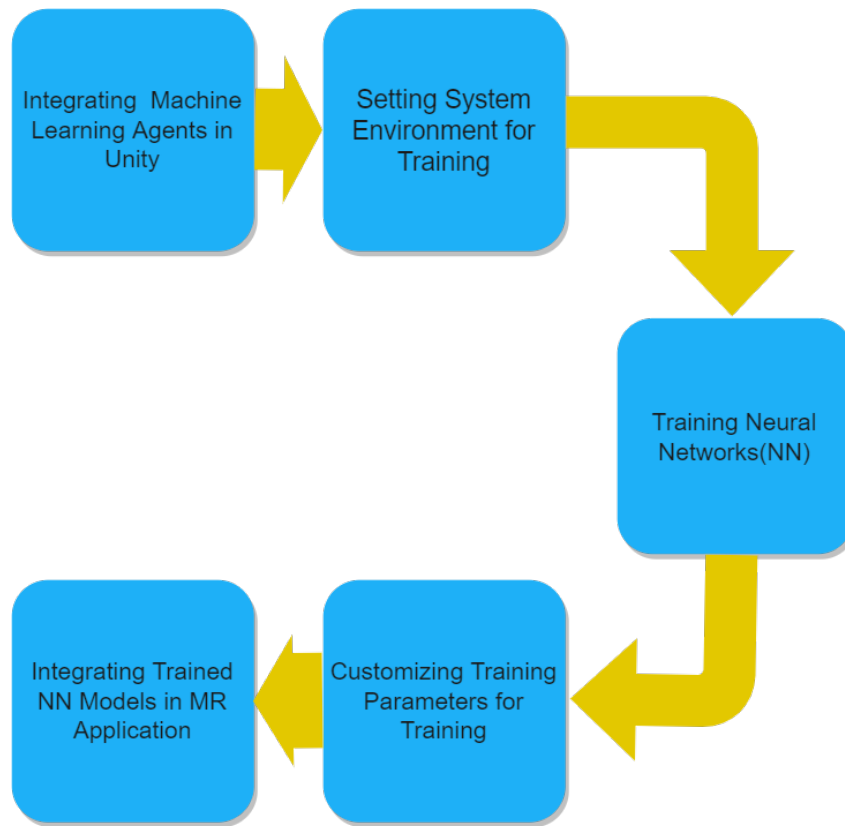 Integrating  Machine
Learning Agents in
Unity
Setting System
Environment for
Training
Training Neural
Networks(NN)
Customizing Training
Parameters for
Training
Integrating Trained
NN Models in MR
Application